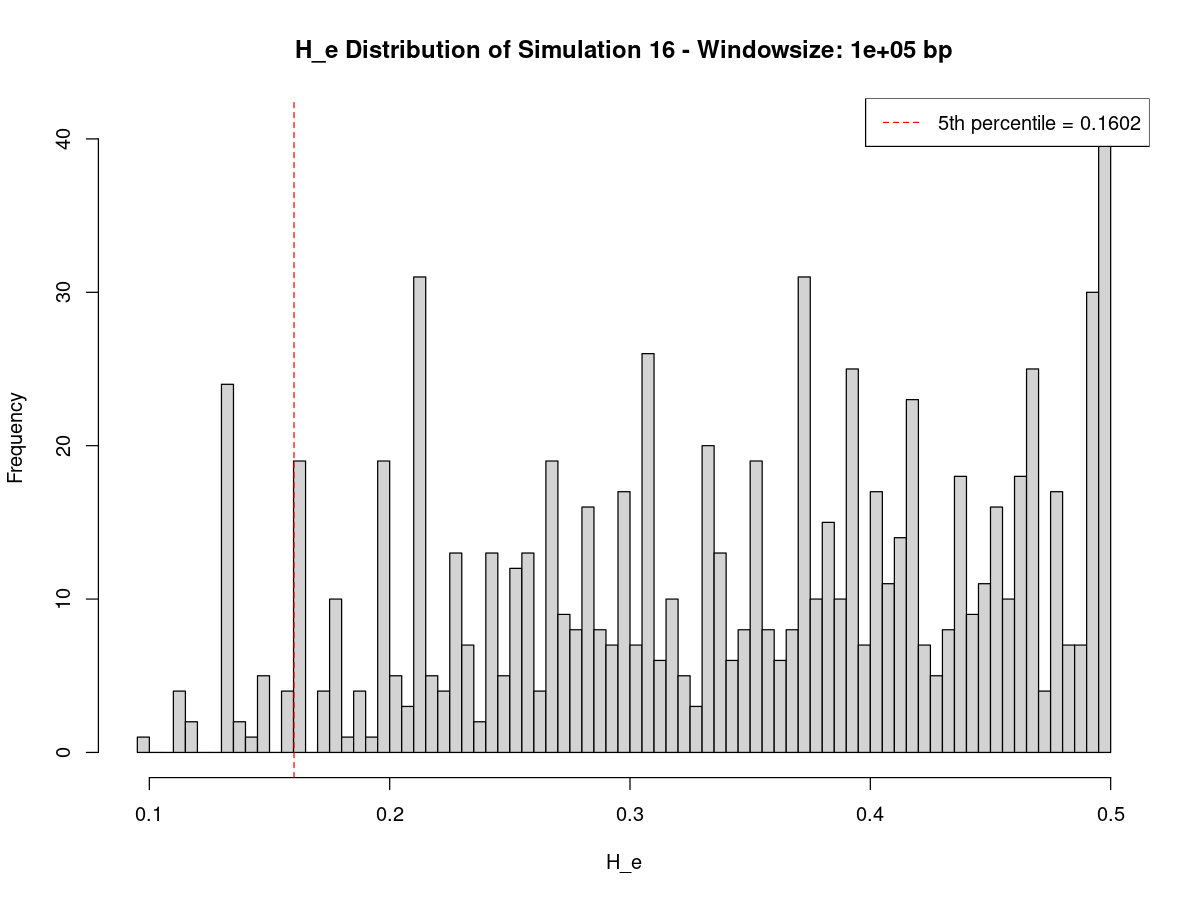 H_e Distribution of Simulation 16 - Windowsize: 1e+05 bp
5th percentile = 0.1602
Frequency
40
30
20
10
0
0.1 0.2 0.3 0.4 0.5
H_e